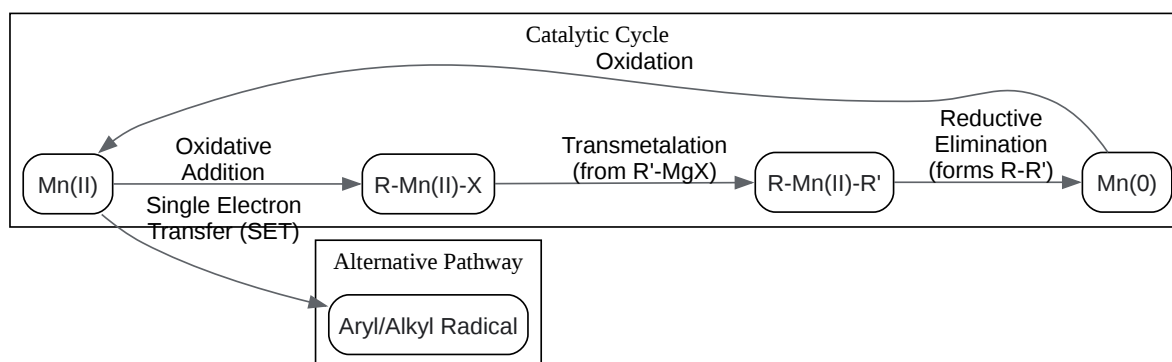 Catalytic Cycle
Oxidation
Oxidative
Addition
Transmetalation
(from R'-MgX)
Reductive
Elimination
(forms R-R')
Mn(II)
R-Mn(II)-X
R-Mn(II)-R'
Mn(0)
Single Electron
Transfer (SET)
Alternative Pathway
Aryl/Alkyl Radical